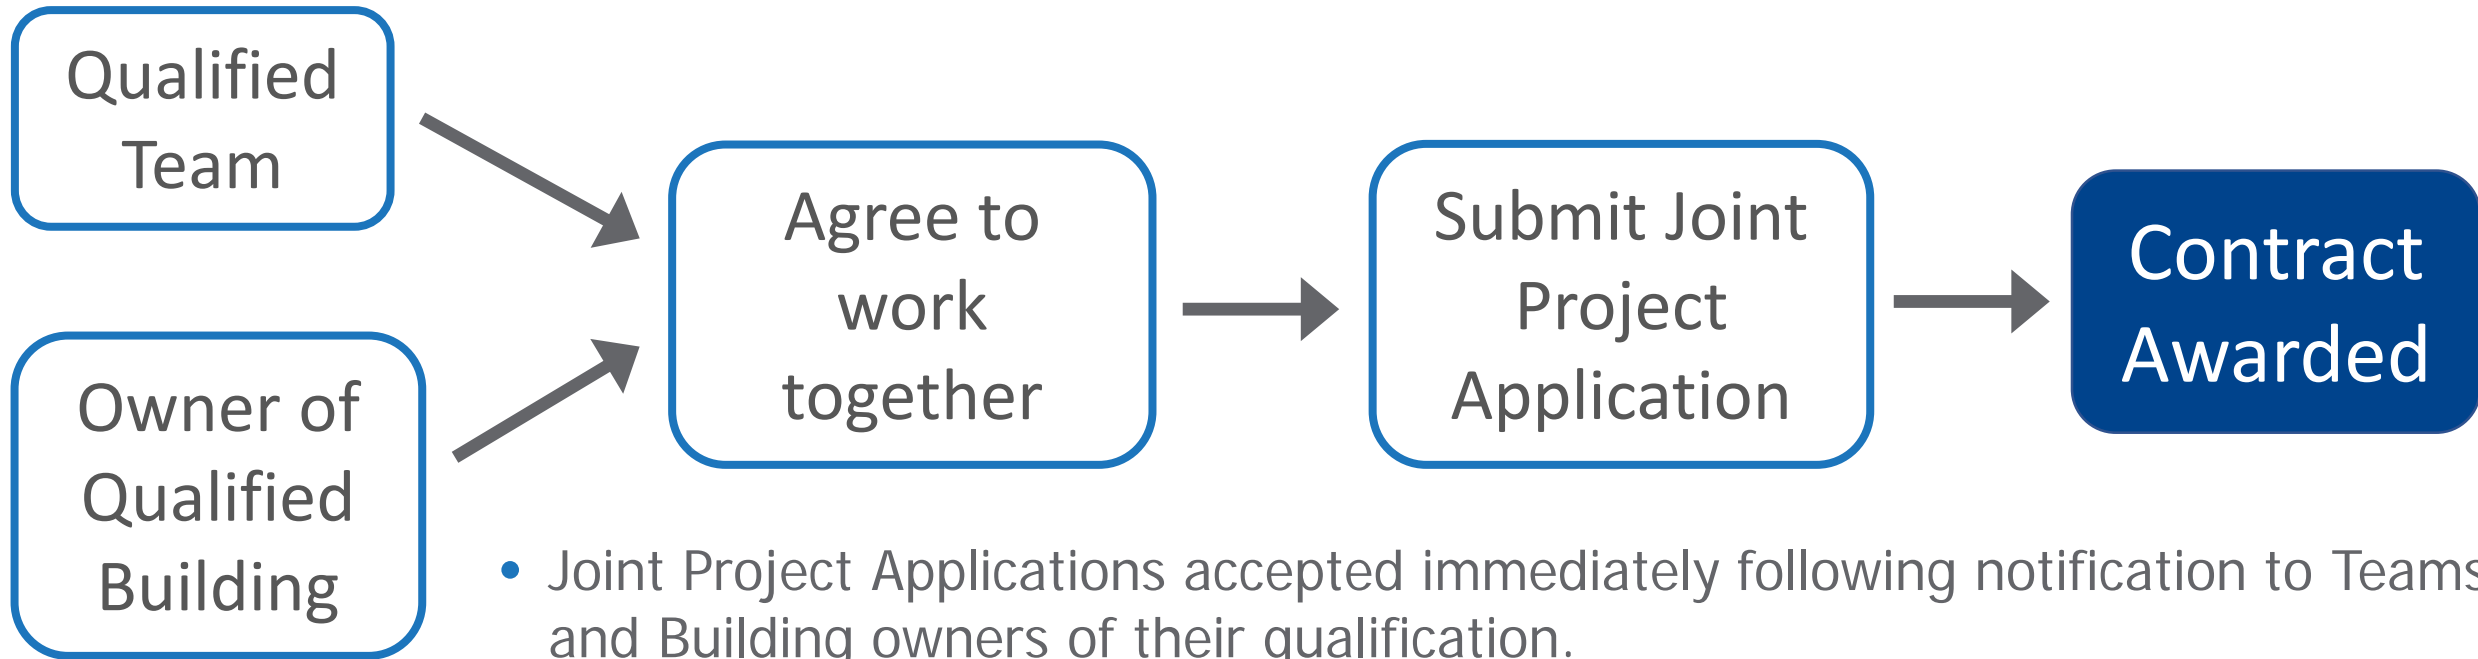 Qualified
Team
Owner of
Qualified
Building
Agree to
work
together
Submit Joint
Project
Application
Contract
Awarded
• Joint Project Applications accepted immediately following notification to Teams
and Building owners of their qualification.